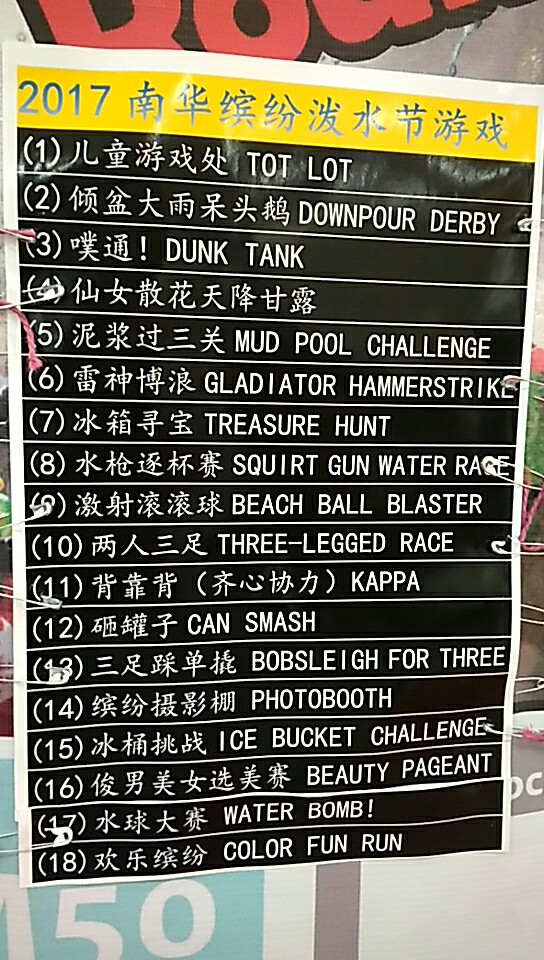 2017 南华缤纷泼水节游戏
(1) 儿童游戏处 TOT LOT
(2) 倾盆大雨呆头鹅 DOWNPOUR DERBY
(3) 噗通! DUNK TANK
(4) 仙女散花天降甘露
(5) 泥浆过三关 MUD POOL CHALLENGE
(6) 雷神博浪 GLADIATOR HAMMERSTRIKE
(7) 冰箱寻宝 TREASURE HUNT
(8) 水枪逐杯赛 SQUIRT GUN WATER RACE
(9) 激射滚滚球 BEACH BALL BLASTER
(10) 两人三足 THREE-LEGGED RACE
(11) 背靠背（齐心协力）KAPPA
(12) 砸罐子 CAN SMASH
(13) 三足踩单撬 BOBSLEIGH FOR THREE
(14) 缤纷摄影棚 PHOTOBOOTH
(15) 冰桶挑战 ICE BUCKET CHALLENGE
(16) 俊男美女选美赛 BEAUTY PAGEANT
(17) 水球大赛 WATER BOMB!
(18) 欢乐缤纷 COLOR FUN RUN